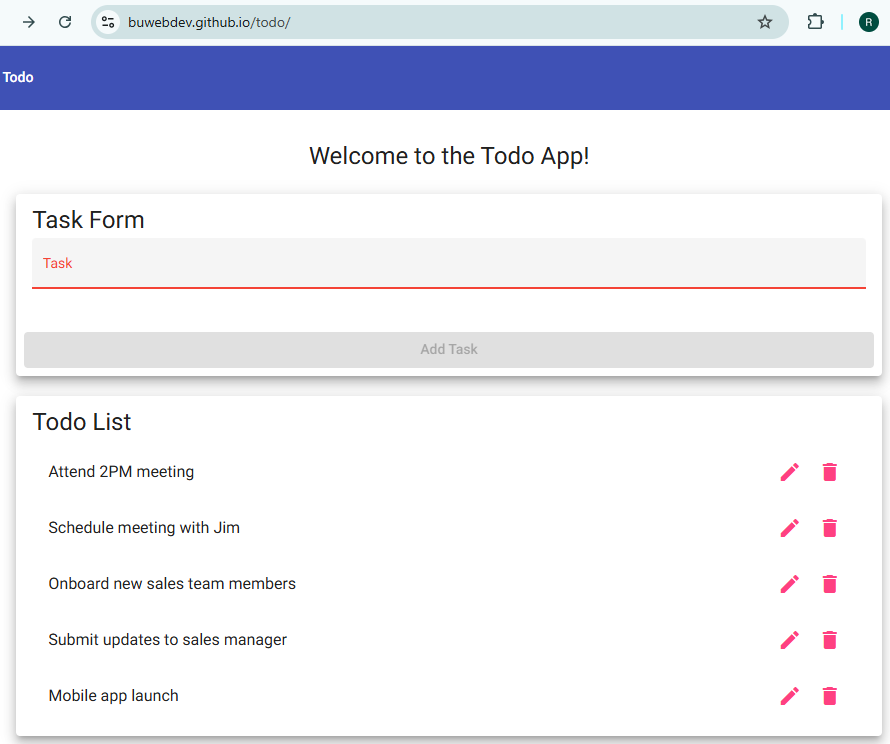 buwebdev.github.io/todo/
R
Todo
Welcome to the Todo App!
Task Form
Task
Add Task
Todo List
Attend 2PM meeting
Schedule meeting with Jim
Onboard new sales team members
Submit updates to sales manager
Mobile app launch